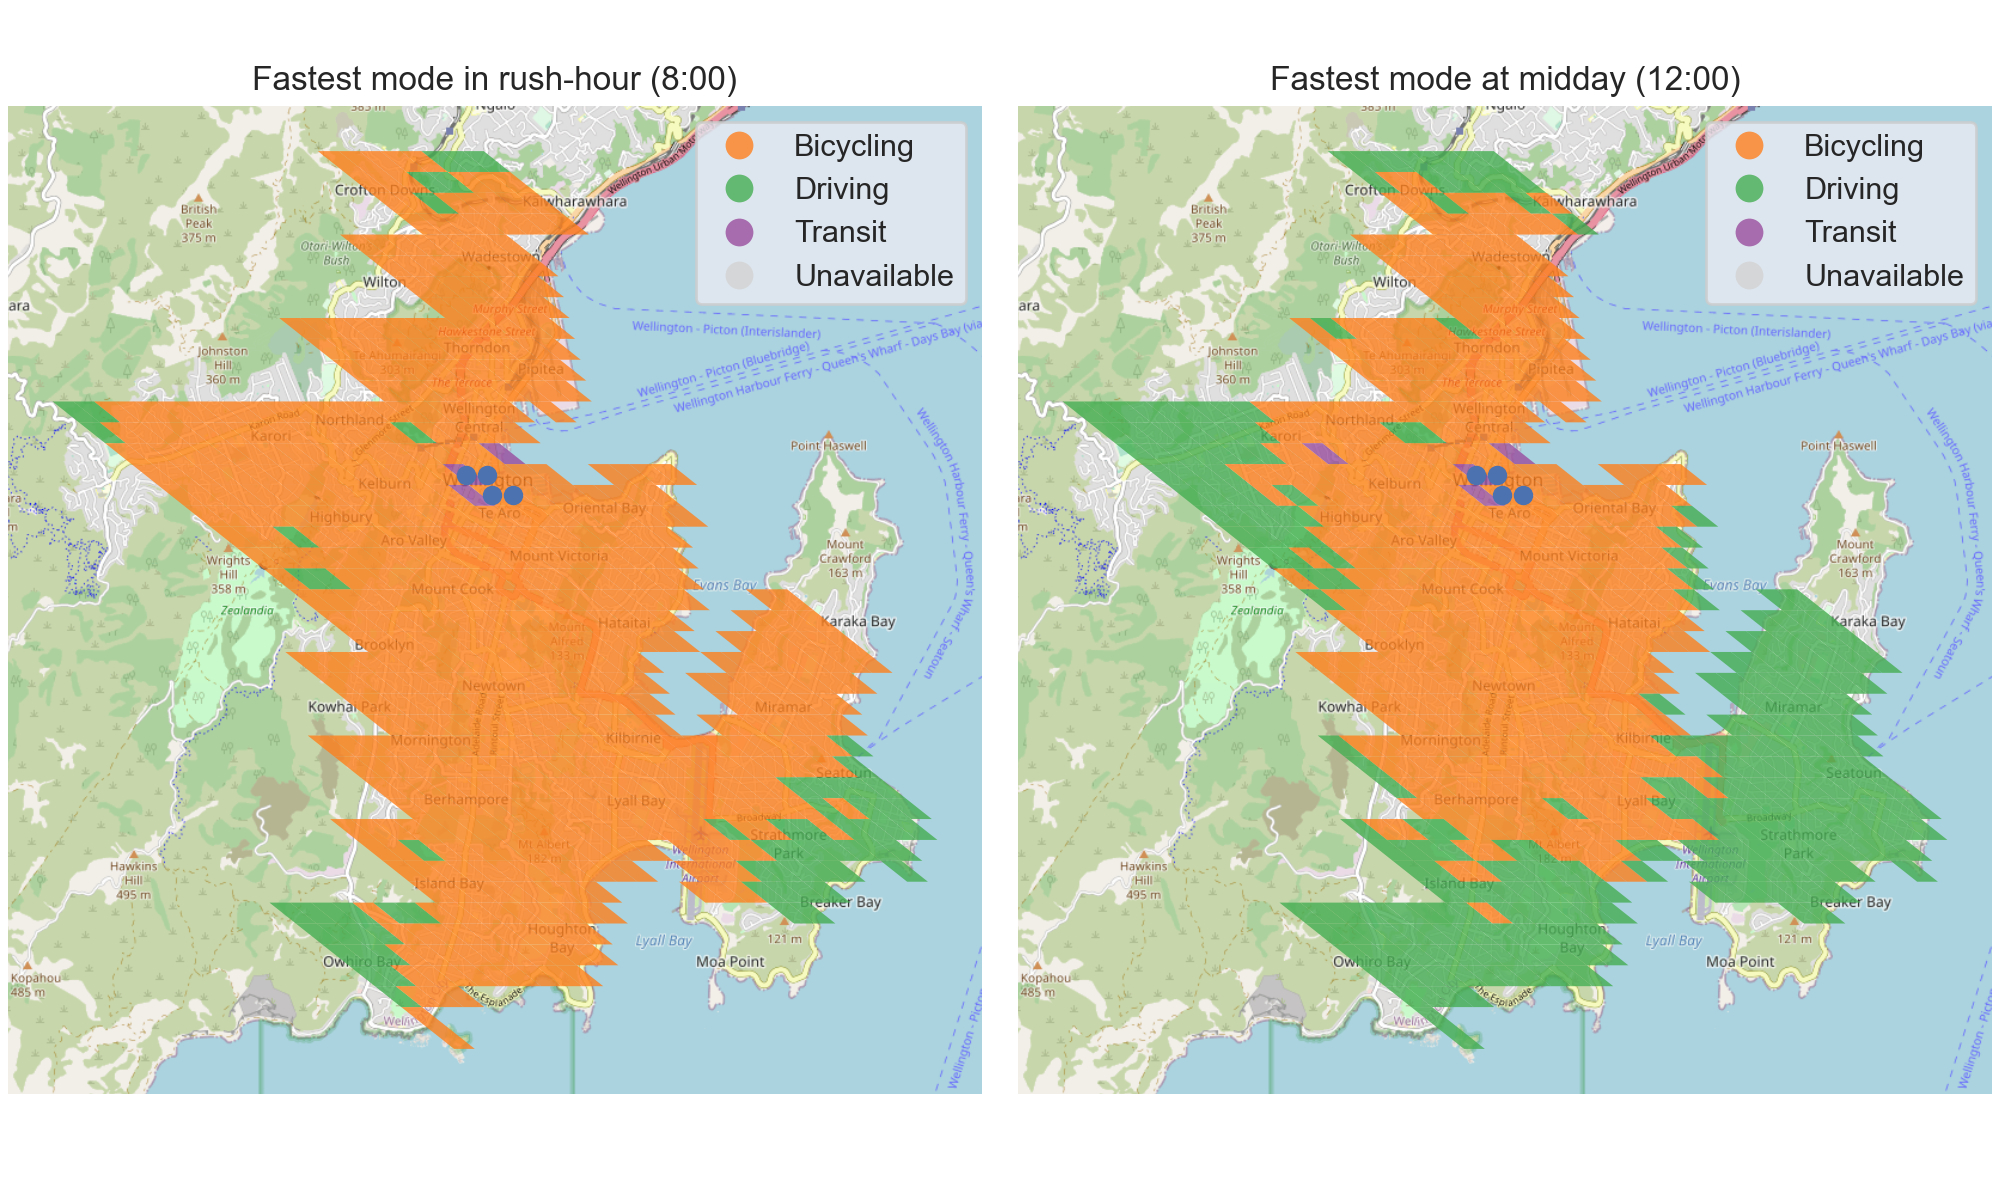 Fastest mode in rush-hour (8:00)
Bicycling
Driving
Transit
Unavailable
Crofton Downs
Kaiwharawhara
Wellington Urban Mot
British
Peak
375 m
Otari-Wilton's
Bush
Wadestown
Wilton
ara
Murphy Street
Hawkestone Street
Thorndon
Te Ahumairangi
303 m
Pipitea
The Terrace
Johnston
Hill
360 m
Wellington - Picton (Interislander)
Wellington - Picton (Bluebridge)
Wellington Harbour Ferry - Queen's Wharf - Days Bay (via
Wellington Harbour Ferry - Queen's Wharf - Seatoun
Northland
Wellington
Central
Karori Road
Karori
Glenmore Street
Point Haswell
Kelburn
Wellington
Te Aro
Oriental Bay
Highbury
Aro Valley
Mount Victoria
Mount
Crawford
163 m
Wrights
Hill
358 m
Zealandia
Mount Cook
Evans Bay
Karaka Bay
Hataitai
Mount
Alfred
133 m
Brooklyn
Newtown
Kowhai Park
Miramar
Adelaide Road
Rintoul Street
Mornington
Kilbirnie
Seatoun
Berhampore
Lyall Bay
Broadway
Strathmore
Park
Mt Albert
182 m
Wellington
International
Airport
Hawkins
Hill
495 m
Island Bay
Breaker Bay
Houghton
Bay
Lyall Bay
121 m
Moa Point
Owhiro Bay
Kopahou
485 m
The Esplanade
Wellin
Wellington - Picton
Fastest mode at midday (12:00)
Bicycling
Driving
Transit
Unavailable
Crofton Downs
Kaiwharawhara
Wellington Urban Mot
British
Peak
375 m
Otari-Wilton's
Bush
Wadestown
Wilton
ara
Murphy Street
Hawkestone Street
Thorndon
Te Ahumairangi
303 m
Pipitea
The Terrace
Johnston
Hill
360 m
Wellington - Picton (Interislander)
Wellington - Picton (Bluebridge)
Wellington Harbour Ferry - Queen's Wharf - Days Bay (via
Wellington Harbour Ferry - Queen's Wharf - Seatoun
Northland
Wellington
Central
Karori Road
Karori
Glenmore Street
Point Haswell
Kelburn
Wellington
Te Aro
Oriental Bay
Highbury
Aro Valley
Mount Victoria
Mount
Crawford
163 m
Wrights
Hill
358 m
Zealandia
Mount Cook
Evans Bay
Karaka Bay
Hataitai
Mount
Alfred
133 m
Brooklyn
Newtown
Kowhai Park
Miramar
Adelaide Road
Rintoul Street
Mornington
Kilbirnie
Seatoun
Berhampore
Lyall Bay
Broadway
Strathmore
Park
Mt Albert
182 m
Wellington
International
Airport
Hawkins
Hill
495 m
Island Bay
Breaker Bay
Houghton
Bay
Lyall Bay
121 m
Moa Point
Owhiro Bay
Kopahou
485 m
The Esplanade
Wellin
Wellington - Picton